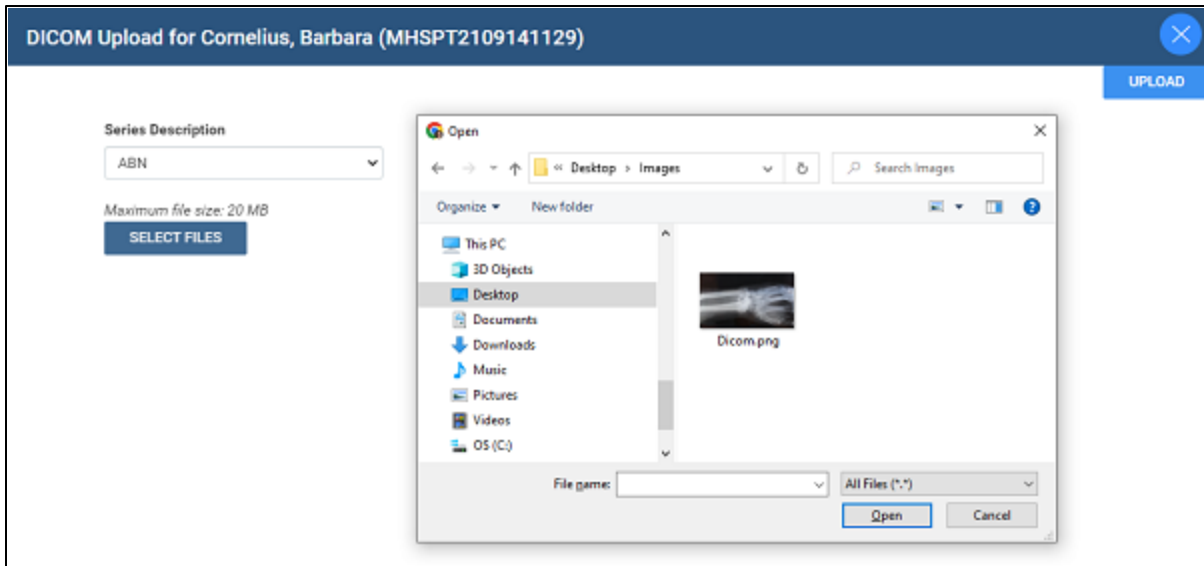 DICOM Upload for Cornelius, Barbara (MHSPT2109141129)
UPLOAD
Series Description
ABN
Maximum file size: 20 MB
SELECT FILES
Open
« Desktop › Images
Search Images
Organize
New folder
This PC
3D Objects
Desktop
Documents
Downloads
Music
Pictures
Videos
OS (C:)
Dicom.png
File name:
All Files (*.*)
Open
Cancel